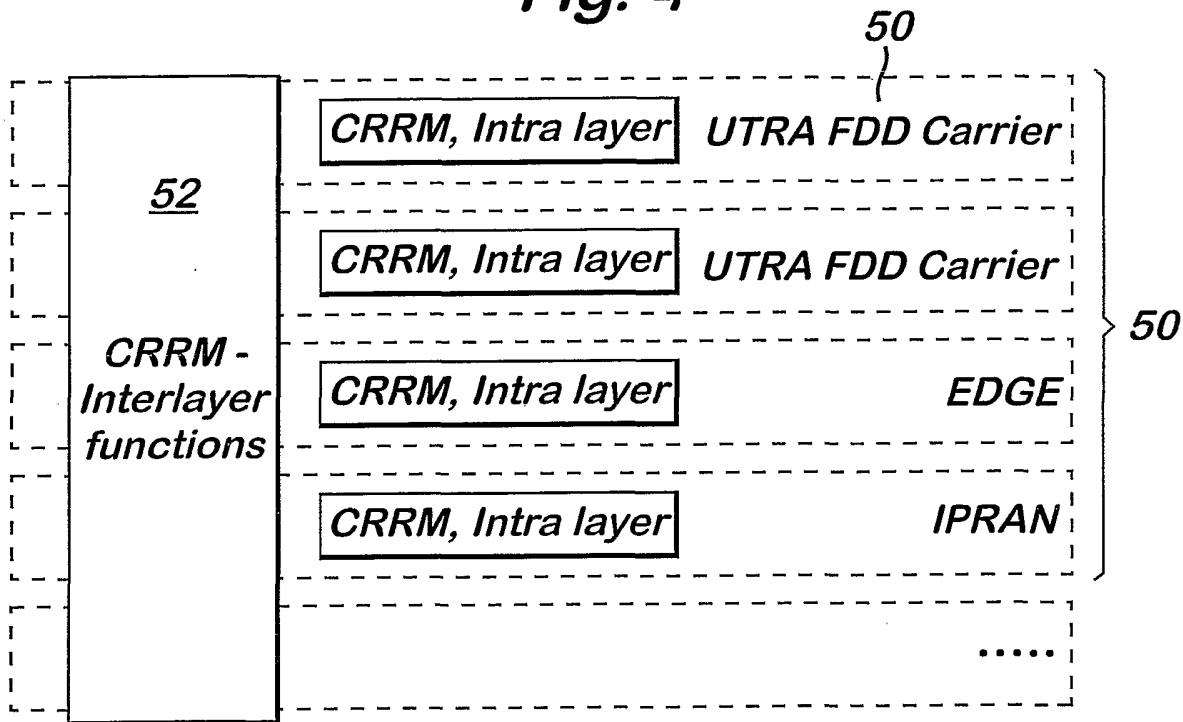 Fig. 4
50
CRRM, Intra layer UTRA FDD Carrier
52
CRRM, Intra layer UTRA FDD Carrier
50
CRRM -
Interlayer
functions
CRRM, Intra layer EDGE
CRRM, Intra layer IPRAN
.....